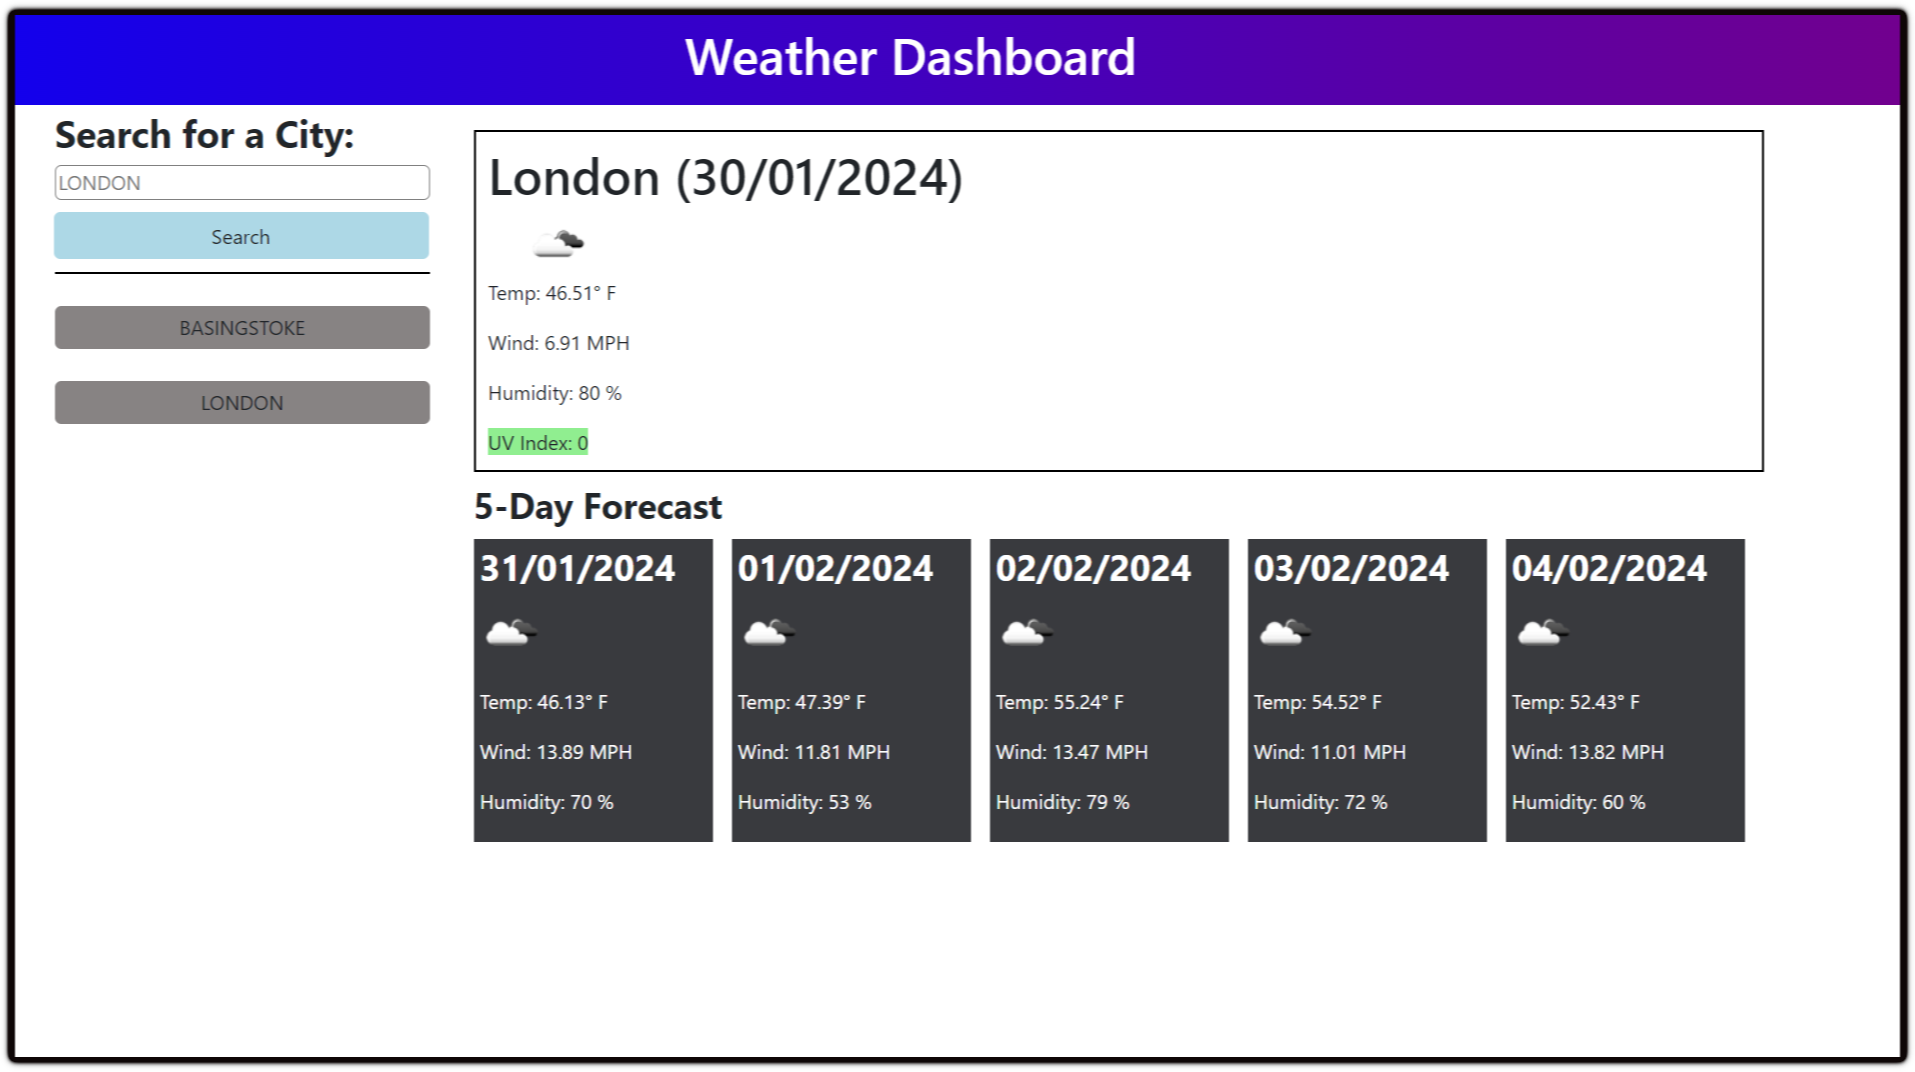 Weather Dashboard
Search for a City:
LONDON
Search
BASINGSTOKE
LONDON
London (30/01/2024)
Temp: 46.51° F
Wind: 6.91 MPH
Humidity: 80 %
UV Index: 0
5-Day Forecast
31/01/2024
Temp: 46.13° F
Wind: 13.89 MPH
Humidity: 70 %
01/02/2024
Temp: 47.39° F
Wind: 11.81 MPH
Humidity: 53 %
02/02/2024
Temp: 55.24° F
Wind: 13.47 MPH
Humidity: 79 %
03/02/2024
Temp: 54.52° F
Wind: 11.01 MPH
Humidity: 72 %
04/02/2024
Temp: 52.43° F
Wind: 13.82 MPH
Humidity: 60 %